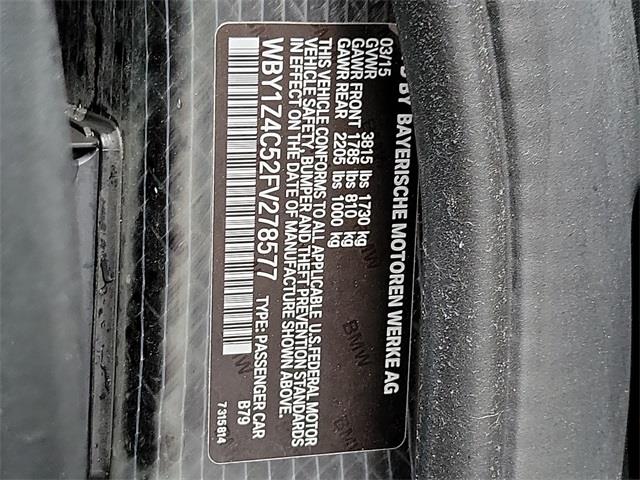 BY BAYERISCHE MOTOREN WERKE AG
03/15
GVWR 3815 lbs 1730 kg
GAWR FRONT 1785 lbs 810 kg
GAWR REAR 2205 lbs 1000 kg
THIS VEHICLE CONFORMS TO ALL APPLICABLE U.S.FEDERAL MOTOR
VEHICLE SAFETY, BUMPER AND THEFT PREVENTION STANDARDS
IN EFFECT ON THE DATE OF MANUFACTURE SHOWN ABOVE.
WBY1Z4C52FV278577 TYPE: PASSENGER CAR
B79
7315814
BMW